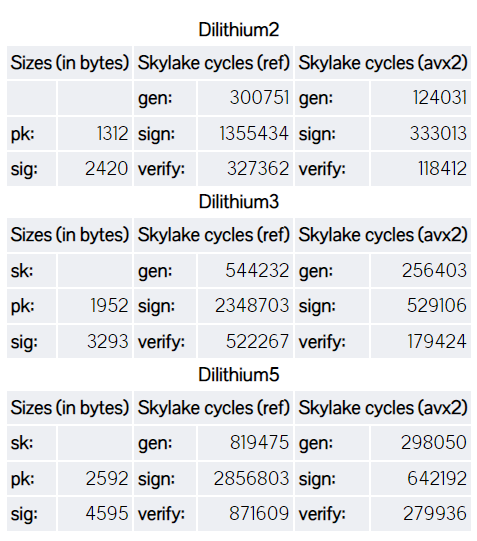 Dilithium2
Sizes (in bytes) Skylake cycles (ref) Skylake cycles (avx2)
gen: 300751 gen: 124031
pk: 1312 sign: 1355434 sign: 333013
sig: 2420 verify: 327362 verify: 118412
Dilithium3
Sizes (in bytes) Skylake cycles (ref) Skylake cycles (avx2)
sk: gen: 544232 gen: 256403
pk: 1952 sign: 2348703 sign: 529106
sig: 3293 verify: 522267 verify: 179424
Dilithium5
Sizes (in bytes) Skylake cycles (ref) Skylake cycles (avx2)
sk: gen: 819475 gen: 298050
pk: 2592 sign: 2856803 sign: 642192
sig: 4595 verify: 871609 verify: 279936